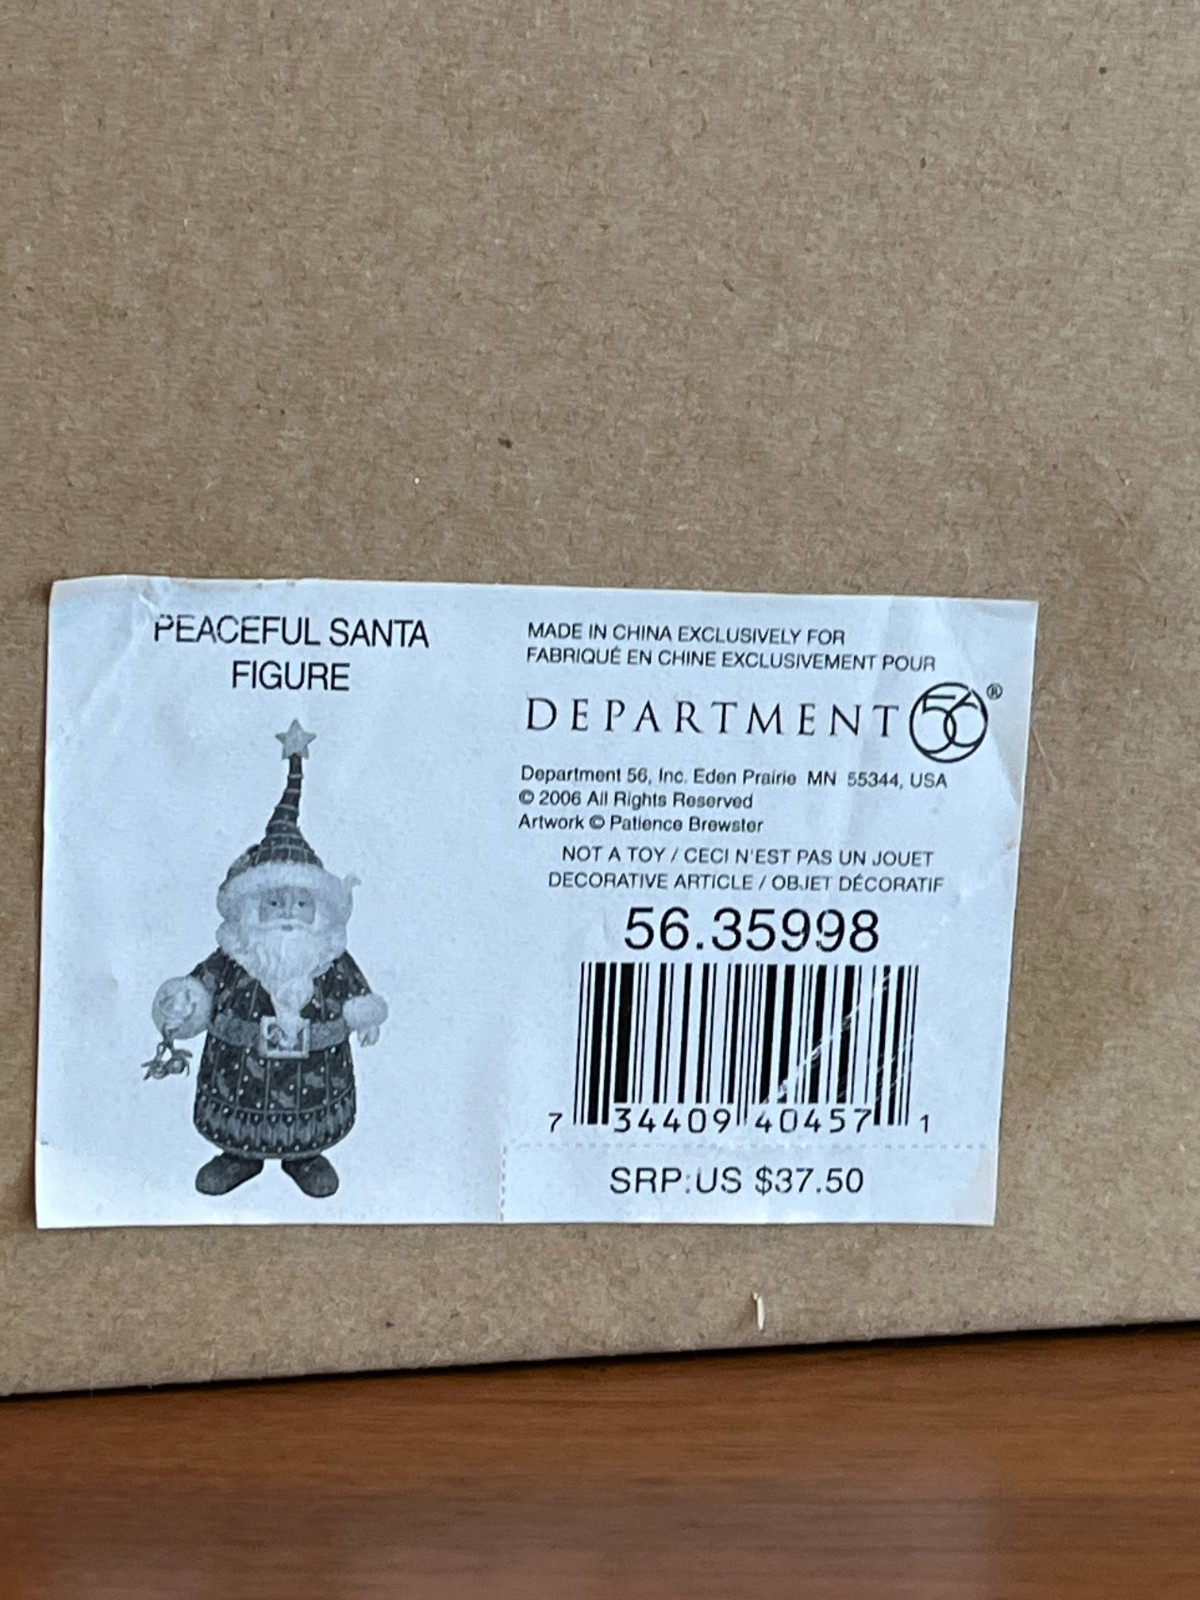 PEACEFUL SANTA
FIGURE
MADE IN CHINA EXCLUSIVELY FOR
FABRIQUÉ EN CHINE EXCLUSIVEMENT POUR
DEPARTMENT 56®
Department 56, Inc. Eden Prairie MN 55344, USA
© 2006 All Rights Reserved
Artwork © Patience Brewster
NOT A TOY / CECI N'EST PAS UN JOUET
DECORATIVE ARTICLE / OBJET DÉCORATIF
56.35998
7 34409 40457 1
SRP:US $37.50